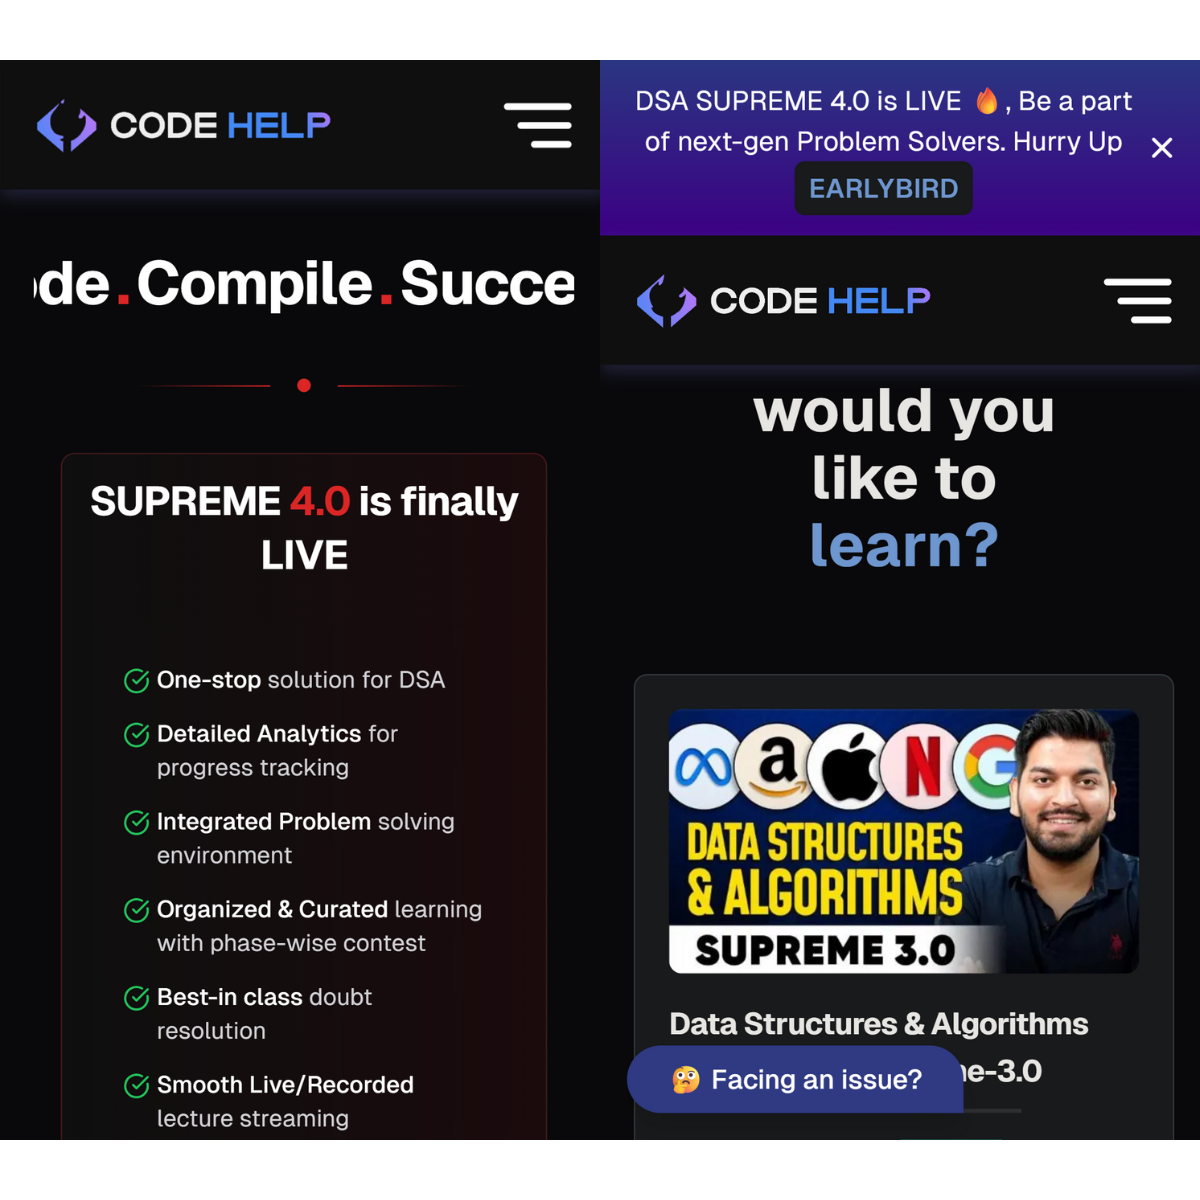 CODE HELP
ode.Compile.Succe
SUPREME 4.0 is finally
LIVE
One-stop solution for DSA
Detailed Analytics for
progress tracking
Integrated Problem solving
environment
Organized & Curated learning
with phase-wise contest
Best-in class doubt
resolution
Smooth Live/Recorded
lecture streaming
DSA SUPREME 4.0 is LIVE 🔥, Be a part
of next-gen Problem Solvers. Hurry Up
EARLYBIRD
CODE HELP
would you
like to
learn?
DATA STRUCTURES
& ALGORITHMS
SUPREME 3.0
Data Structures & Algorithms
ne-3.0
🤔 Facing an issue?